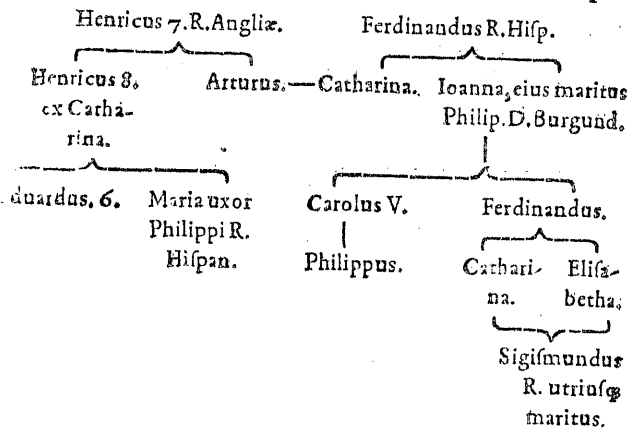 Henricus 7.R.Angliæ. Ferdinandus R.Hiſp.
Henricus 8. Arturus.—Catharina. Ioanna,eius maritus
ex Catha- Philip.D.Burgund.
rina.
duardus. 6. Maria uxor Carolus V. Ferdinandus.
Philippi R.
Hiſpan. Philippus. Cathari- Eliſa-
na. betha,
Sigiſmundus
R. utriuſq;
maritus.